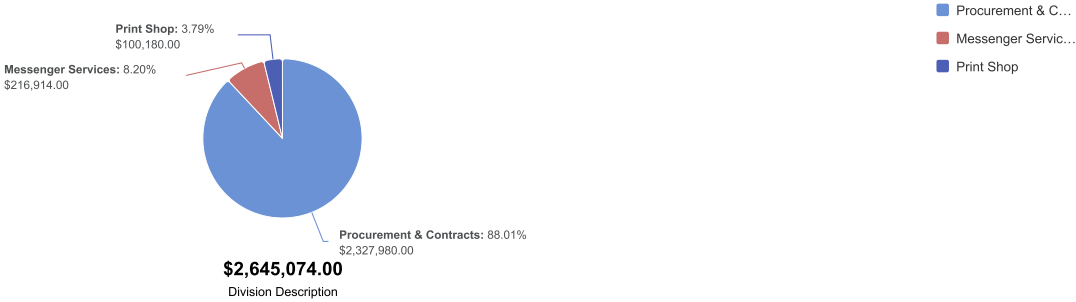 Print Shop: 3.79%
$100,180.00
Messenger Services: 8.20%
$216,914.00
Procurement & Contracts: 88.01%
$2,327,980.00
$2,645,074.00
Division Description
Procurement & C...
Messenger Servic...
Print Shop